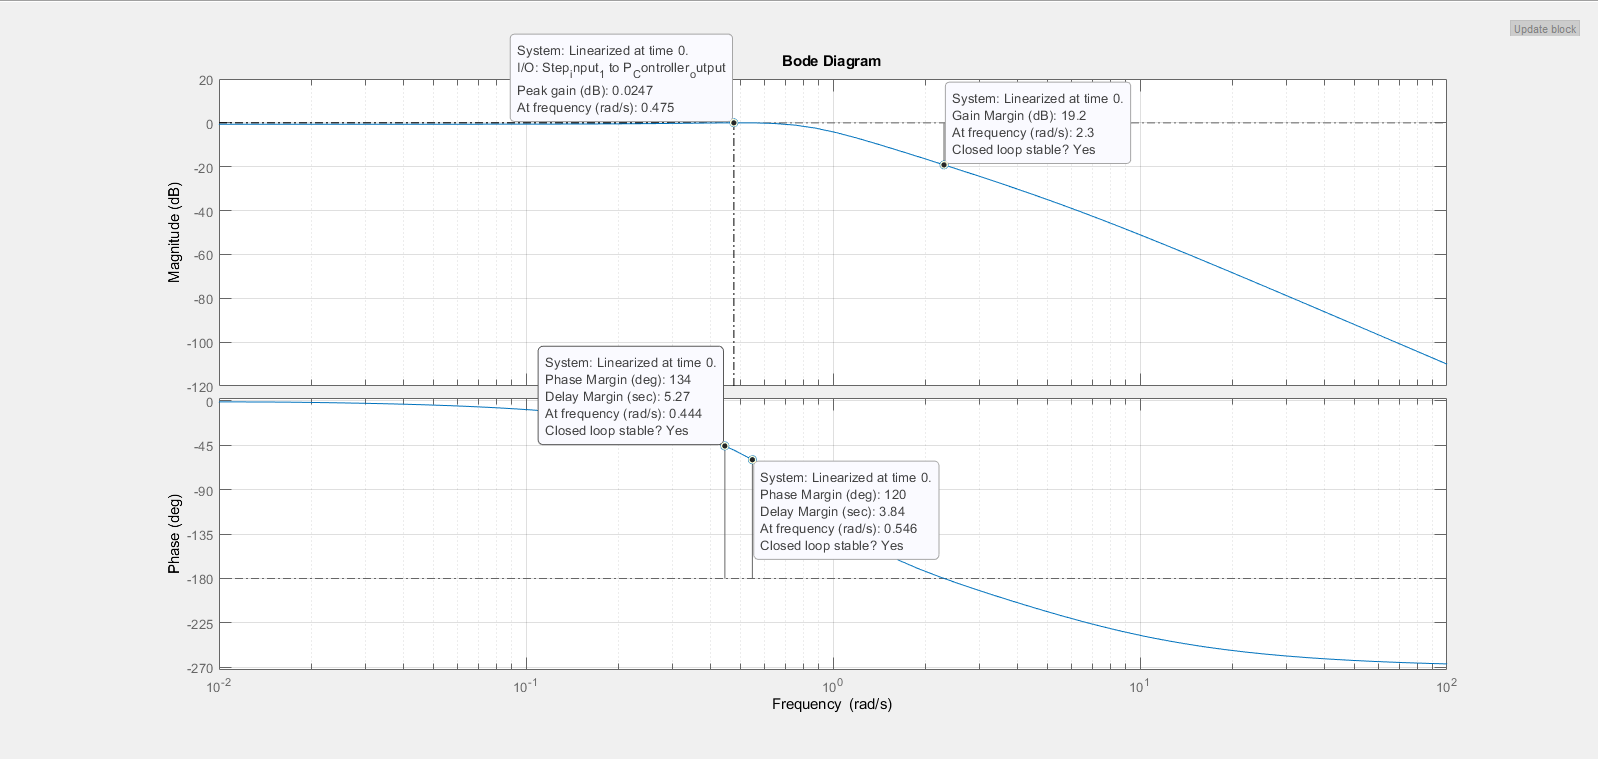 Update block
Bode Diagram
System: Linearized at time 0.
I/O: Step_input_1 to P_Controller_output
Peak gain (dB): 0.0247
At frequency (rad/s): 0.475
System: Linearized at time 0.
Gain Margin (dB): 19.2
At frequency (rad/s): 2.3
Closed loop stable? Yes
Magnitude (dB)
20
0
-20
-40
-60
-80
-100
-120
System: Linearized at time 0.
Phase Margin (deg): 134
Delay Margin (sec): 5.27
At frequency (rad/s): 0.444
Closed loop stable? Yes
System: Linearized at time 0.
Phase Margin (deg): 120
Delay Margin (sec): 3.84
At frequency (rad/s): 0.546
Closed loop stable? Yes
Phase (deg)
0
-45
-90
-135
-180
-225
-270
10^-2 10^-1 10^0 10^1 10^2
Frequency (rad/s)